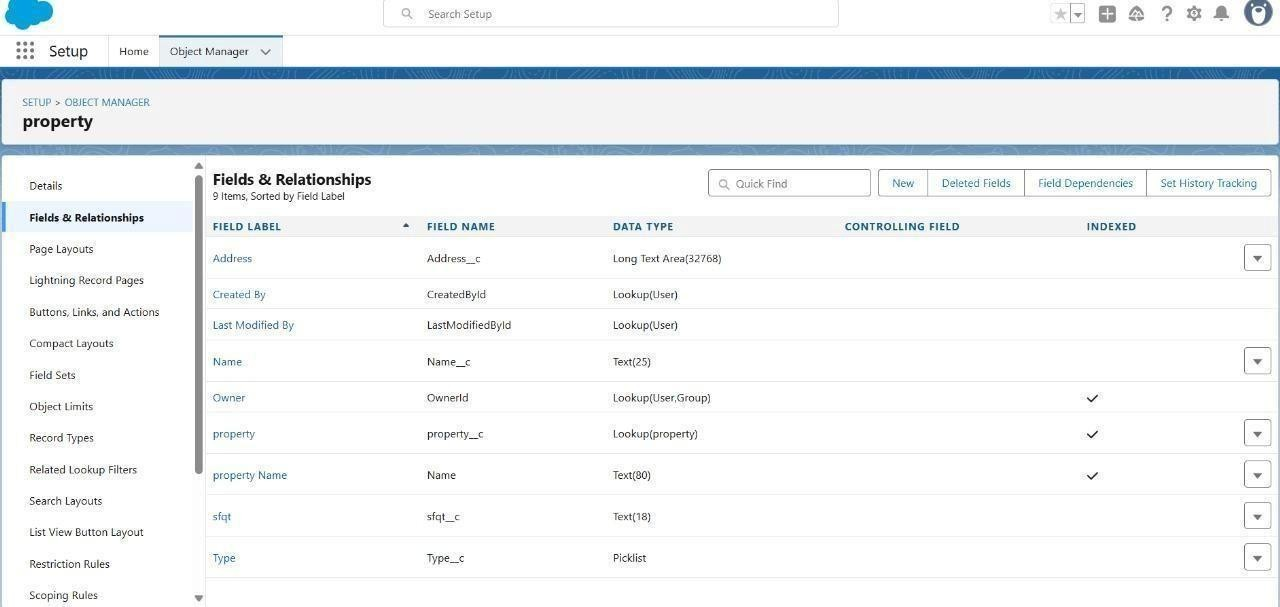 Search Setup
Setup Home Object Manager
SETUP > OBJECT MANAGER
property
Details
Fields & Relationships
Page Layouts
Lightning Record Pages
Buttons, Links, and Actions
Compact Layouts
Field Sets
Object Limits
Record Types
Related Lookup Filters
Search Layouts
List View Button Layout
Restriction Rules
Scoping Rules
Fields & Relationships
9 Items, Sorted by Field Label
Quick Find New Deleted Fields Field Dependencies Set History Tracking
FIELD LABEL FIELD NAME DATA TYPE CONTROLLING FIELD INDEXED
Address Address__c Long Text Area(32768)
Created By CreatedById Lookup(User)
Last Modified By LastModifiedById Lookup(User)
Name Name__c Text(25)
Owner OwnerId Lookup(User,Group)
property property__c Lookup(property)
property Name Name Text(80)
sfqt sfqt__c Text(18)
Type Type__c Picklist